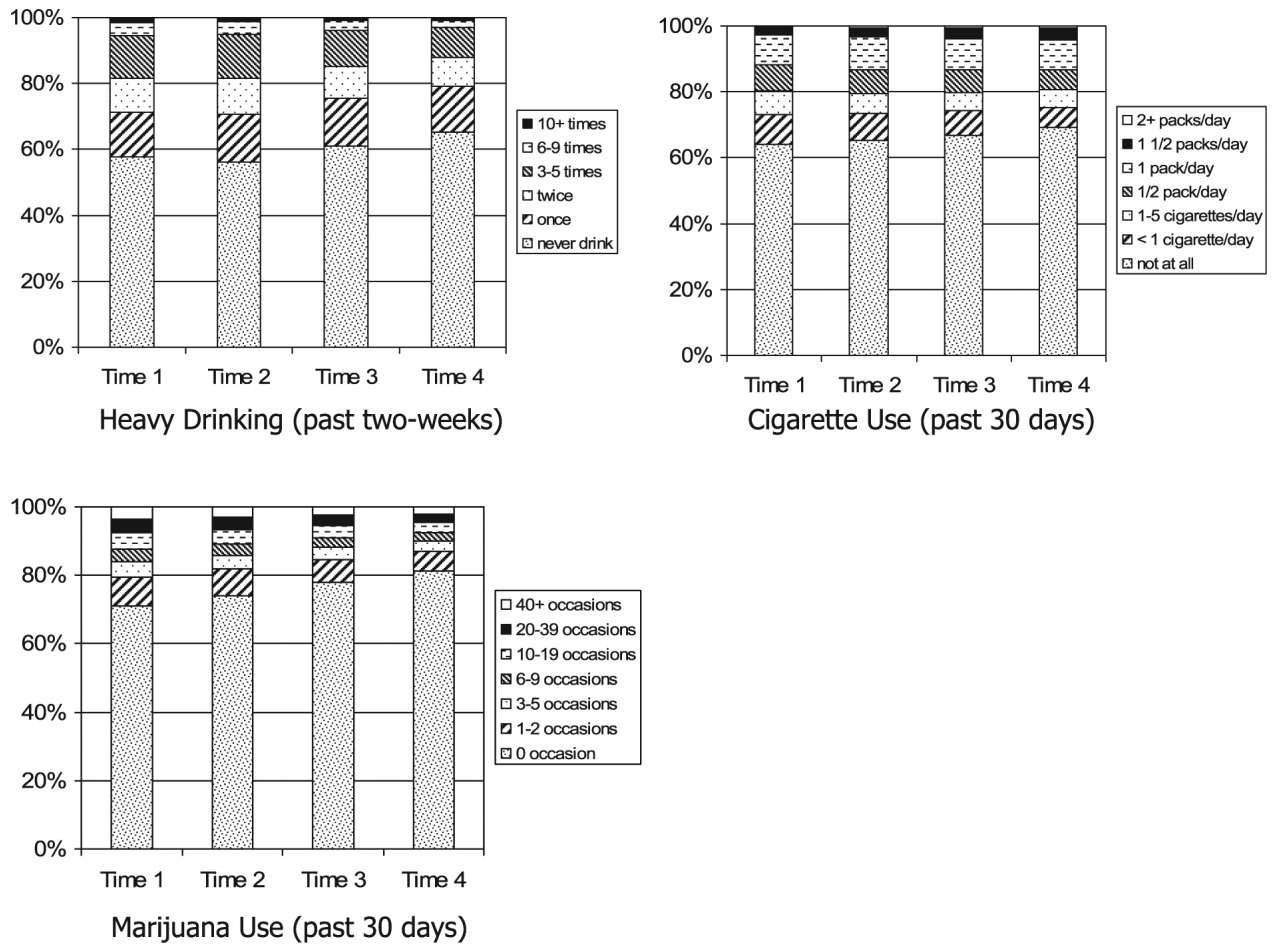 100%
80%
60%
40%
20%
0%
Time 1 Time 2 Time 3 Time 4
10+ times
6-9 times
3-5 times
twice
once
never drink
Heavy Drinking (past two-weeks)
100%
80%
60%
40%
20%
0%
Time 1 Time 2 Time 3 Time 4
2+ packs/day
1 1/2 packs/day
1 pack/day
1/2 pack/day
1-5 cigarettes/day
< 1 cigarette/day
not at all
Cigarette Use (past 30 days)
100%
80%
60%
40%
20%
0%
Time 1 Time 2 Time 3 Time 4
40+ occasions
20-39 occasions
10-19 occasions
6-9 occasions
3-5 occasions
1-2 occasions
0 occasion
Marijuana Use (past 30 days)